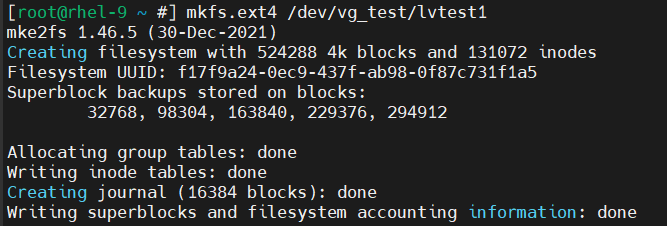 [root@rhel-9 ~ #] mkfs.ext4 /dev/vg_test/lvtest1
mke2fs 1.46.5 (30-Dec-2021)
Creating filesystem with 524288 4k blocks and 131072 inodes
Filesystem UUID: f17f9a24-0ec9-437f-ab98-0f87c731f1a5
Superblock backups stored on blocks:
32768, 98304, 163840, 229376, 294912
Allocating group tables: done
Writing inode tables: done
Creating journal (16384 blocks): done
Writing superblocks and filesystem accounting information: done